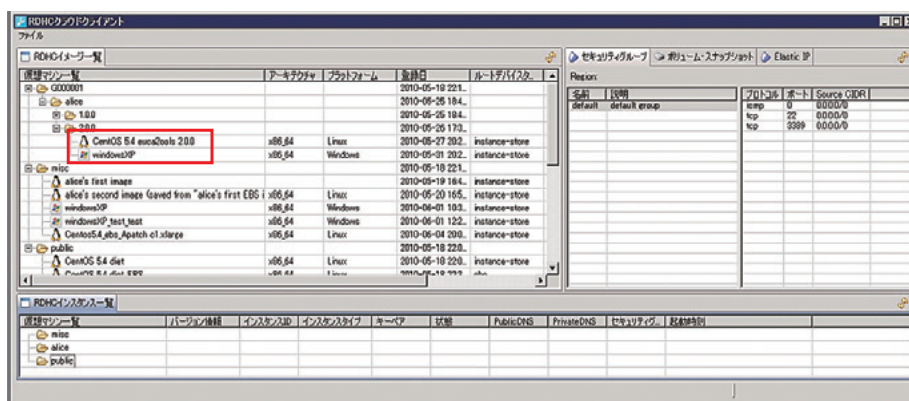 RDHCクラウドクライアント
ファイル
RDHCイメージ一覧
仮想マシン一覧 アーキテクチャ プラットフォーム 登録日 ルートデバイスタ...
G000001 2010-05-18 221...
alice 2010-05-26 184...
1.0.0 2010-05-25 184...
2.0.0 2010-05-26 173...
CentOS 5.4 euca2ools 2.0.0 x86_64 Linux 2010-05-27 202... instance-store
windowsXP x86_64 Windows 2010-05-31 202... instance-store
misc 2010-05-18 221...
alice's first image 2010-05-19 164... instance-store
alice's second image (saved from "alice's first EBS i x86_64 Linux 2010-05-20 165... instance-store
windowsXP x86_64 Windows 2010-06-01 103... instance-store
windowsXP_test_test x86_64 Windows 2010-06-01 122... instance-store
Centos5.4_ebs_Apatch c1.xlarge x86_64 Linux 2010-06-04 200... instance-store
public 2010-05-18 220...
CentOS 5.4 diet x86_64 Linux 2010-05-18 220... instance-store
CentOS 5.4 diet EBS x86_64 Linux 2010-05-18 222... ebs
セキュリティグループ ボリューム・スナップショット Elastic IP
Region:
名前 説明
default default group
プロトコル ポート Source CIDR
icmp 0 0.0.0.0/0
tcp 22 0.0.0.0/0
tcp 3389 0.0.0.0/0
RDHCインスタンス一覧
仮想マシン一覧 バージョン情報 インスタンスID インスタンスタイプ キーペア 状態 PublicDNS PrivateDNS セキュリティグ... 起動時刻
misc
alice
public